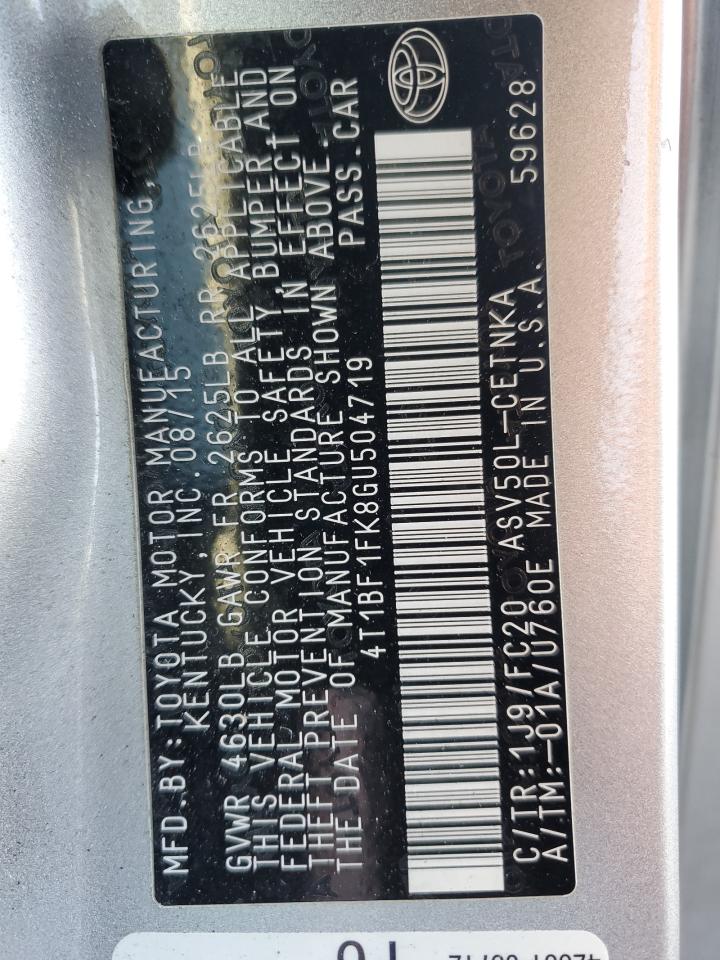 MFD.BY:TOYOTA MOTOR MANUFACTURING,
KENTUCKY,INC. 08/15
GVWR 4630LB GAWR FR 2625LB RR 2625LB
THIS VEHICLE CONFORMS TO ALL APPLICABLE
FEDERAL MOTOR VEHICLE SAFETY,BUMPER AND
THEFT PREVENTION STANDARDS IN EFFECT ON
THE DATE OF MANUFACTURE SHOWN ABOVE.
4T1BF1FK8GU504719 PASS.CAR
C/TR:1J9/FC20 ASV50L-CETNKA 59628
A/TM:-01A/U760E MADE IN U.S.A.